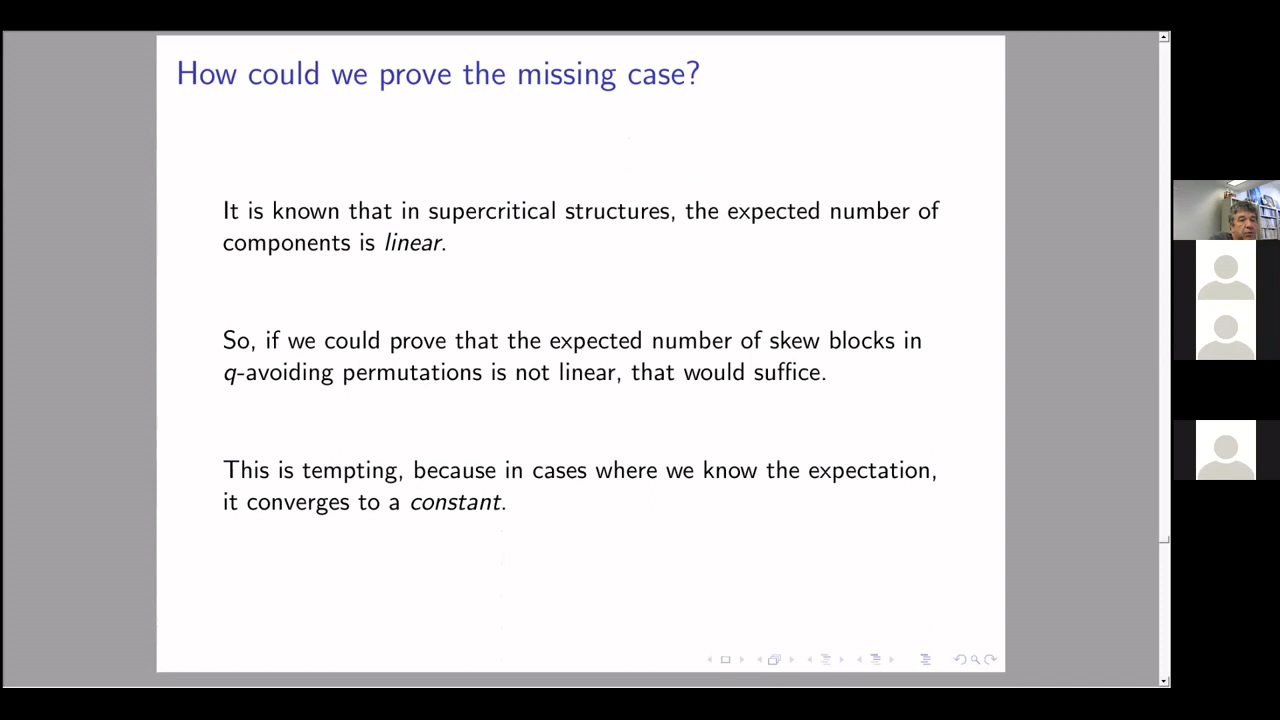 How could we prove the missing case?
It is known that in supercritical structures, the expected number of
components is linear.
So, if we could prove that the expected number of skew blocks in
q-avoiding permutations is not linear, that would suffice.
This is tempting, because in cases where we know the expectation,
it converges to a constant.